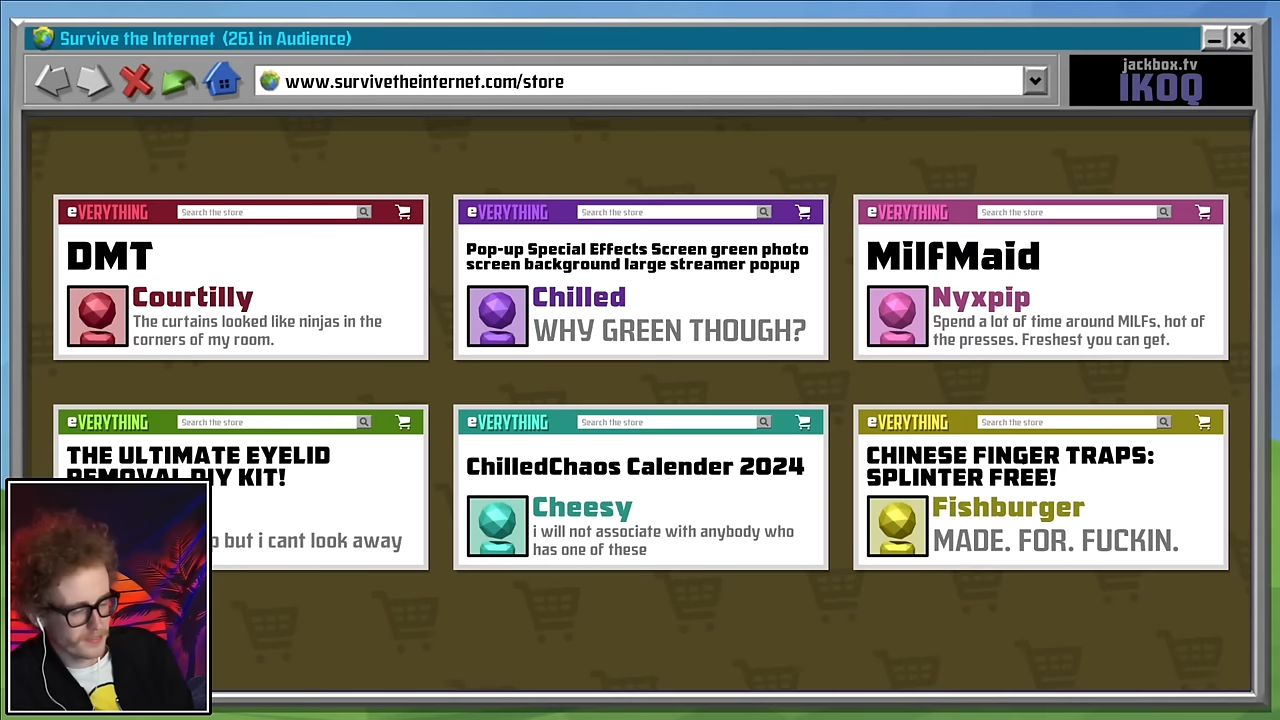 Survive the Internet (261 in Audience)
www.survivetheinternet.com/store
jackbox.tv
IKOQ
eVERYTHING
Search the store
DMT
Courtilly
The curtains looked like ninjas in the
corners of my room.
eVERYTHING
Search the store
Pop-up Special Effects Screen green photo
screen background large streamer popup
Chilled
WHY GREEN THOUGH?
eVERYTHING
Search the store
MilfMaid
Nyxpip
Spend a lot of time around MILFs, hot of
the presses. Freshest you can get.
eVERYTHING
Search the store
THE ULTIMATE EYELID
REMOVAL DIY KIT!
but i cant look away
eVERYTHING
Search the store
ChilledChaos Calender 2024
Cheesy
i will not associate with anybody who
has one of these
eVERYTHING
Search the store
CHINESE FINGER TRAPS:
SPLINTER FREE!
Fishburger
MADE. FOR. FUCKIN.